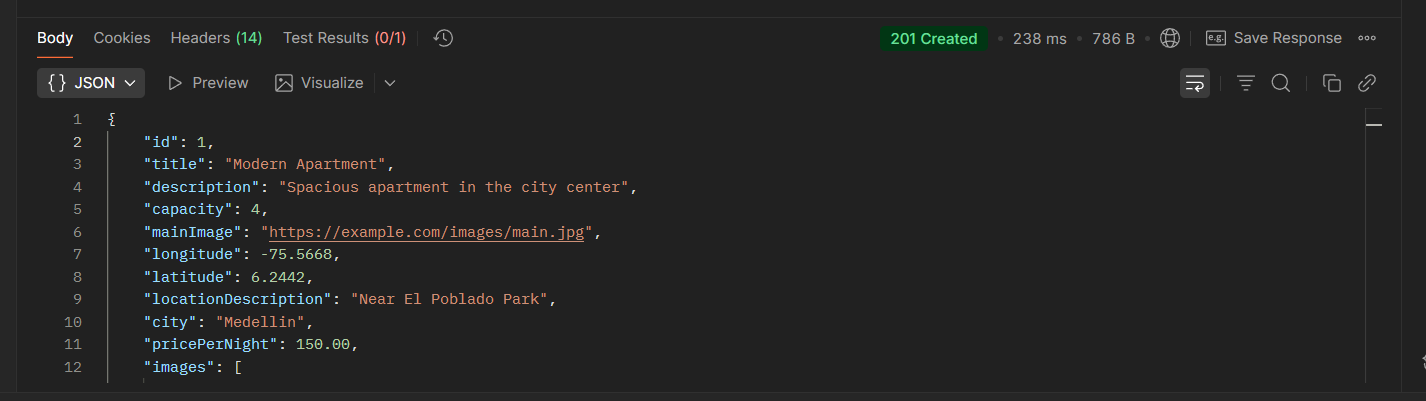 Body Cookies Headers (14) Test Results (0/1) 201 Created • 238 ms • 786 B • e.g. Save Response
{} JSON Preview Visualize
1 {
2 "id": 1,
3 "title": "Modern Apartment",
4 "description": "Spacious apartment in the city center",
5 "capacity": 4,
6 "mainImage": "https://example.com/images/main.jpg",
7 "longitude": -75.5668,
8 "latitude": 6.2442,
9 "locationDescription": "Near El Poblado Park",
10 "city": "Medellin",
11 "pricePerNight": 150.00,
12 "images": [